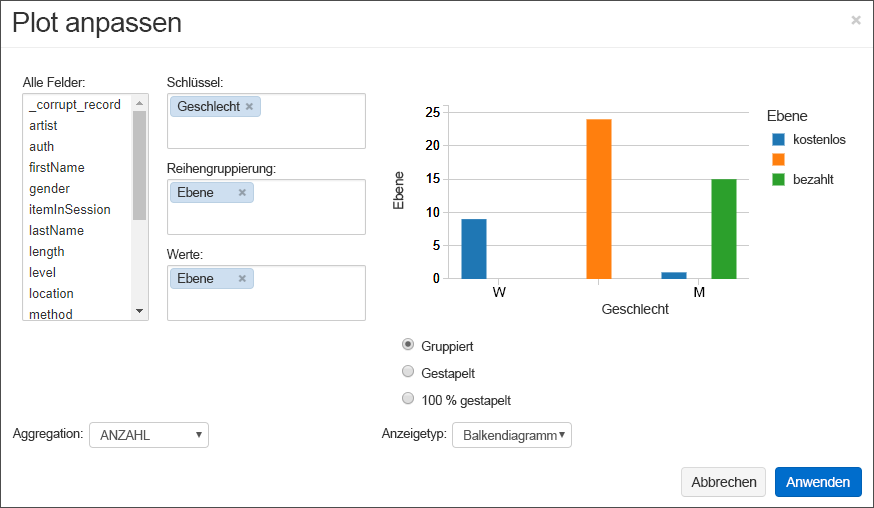 Plot anpassen
×
Alle Felder:
_corrupt_record
artist
auth
firstName
gender
itemInSession
lastName
length
level
location
method
Schlüssel:
Geschlecht ×
Reihengruppierung:
Ebene ×
Werte:
Ebene ×
Ebene
25
20
15
10
5
0
W
M
Geschlecht
Ebene
kostenlos
bezahlt
Gruppiert
Gestapelt
100 % gestapelt
Aggregation: ANZAHL
Anzeigetyp: Balkendiagramm
Abbrechen
Anwenden